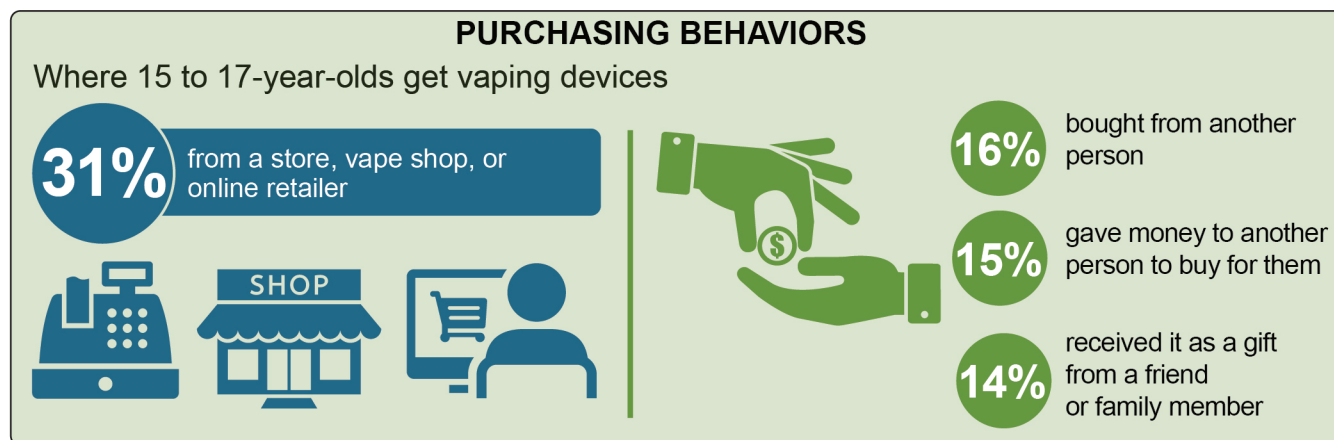 PURCHASING BEHAVIORS
Where 15 to 17-year-olds get vaping devices
31%
from a store, vape shop, or
online retailer
SHOP
$
16%
bought from another
person
15%
gave money to another
person to buy for them
14%
received it as a gift
from a friend
or family member